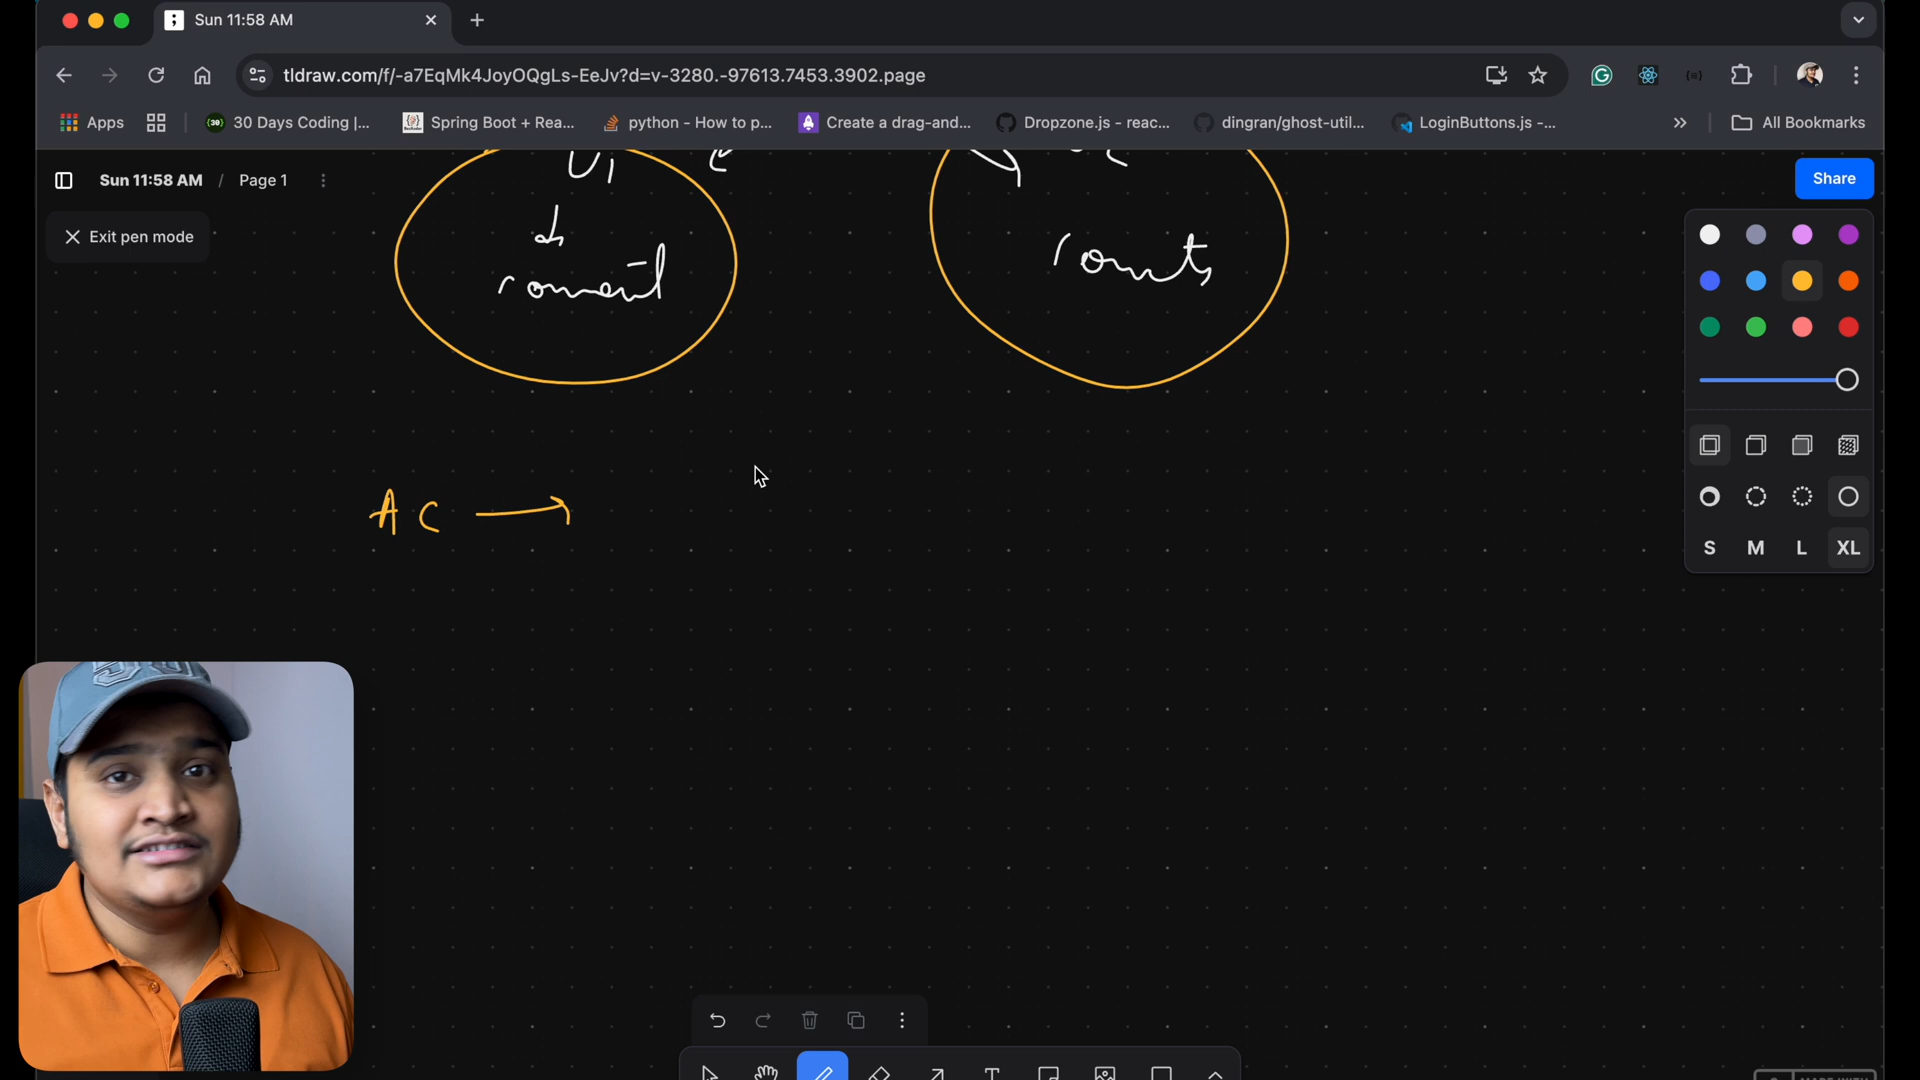 Sun 11:58 AM
tldraw.com/f/-a7EqMk4JoyOQgLs-EeJv?d=v-3280.-97613.7453.3902.page
Apps
30 Days Coding |...
Spring Boot + Rea...
python - How to p...
Create a drag-and...
Dropzone.js - reac...
dingran/ghost-util...
LoginButtons.js -...
»
All Bookmarks
Sun 11:58 AM / Page 1
Share
Exit pen mode
A C →
S M L XL